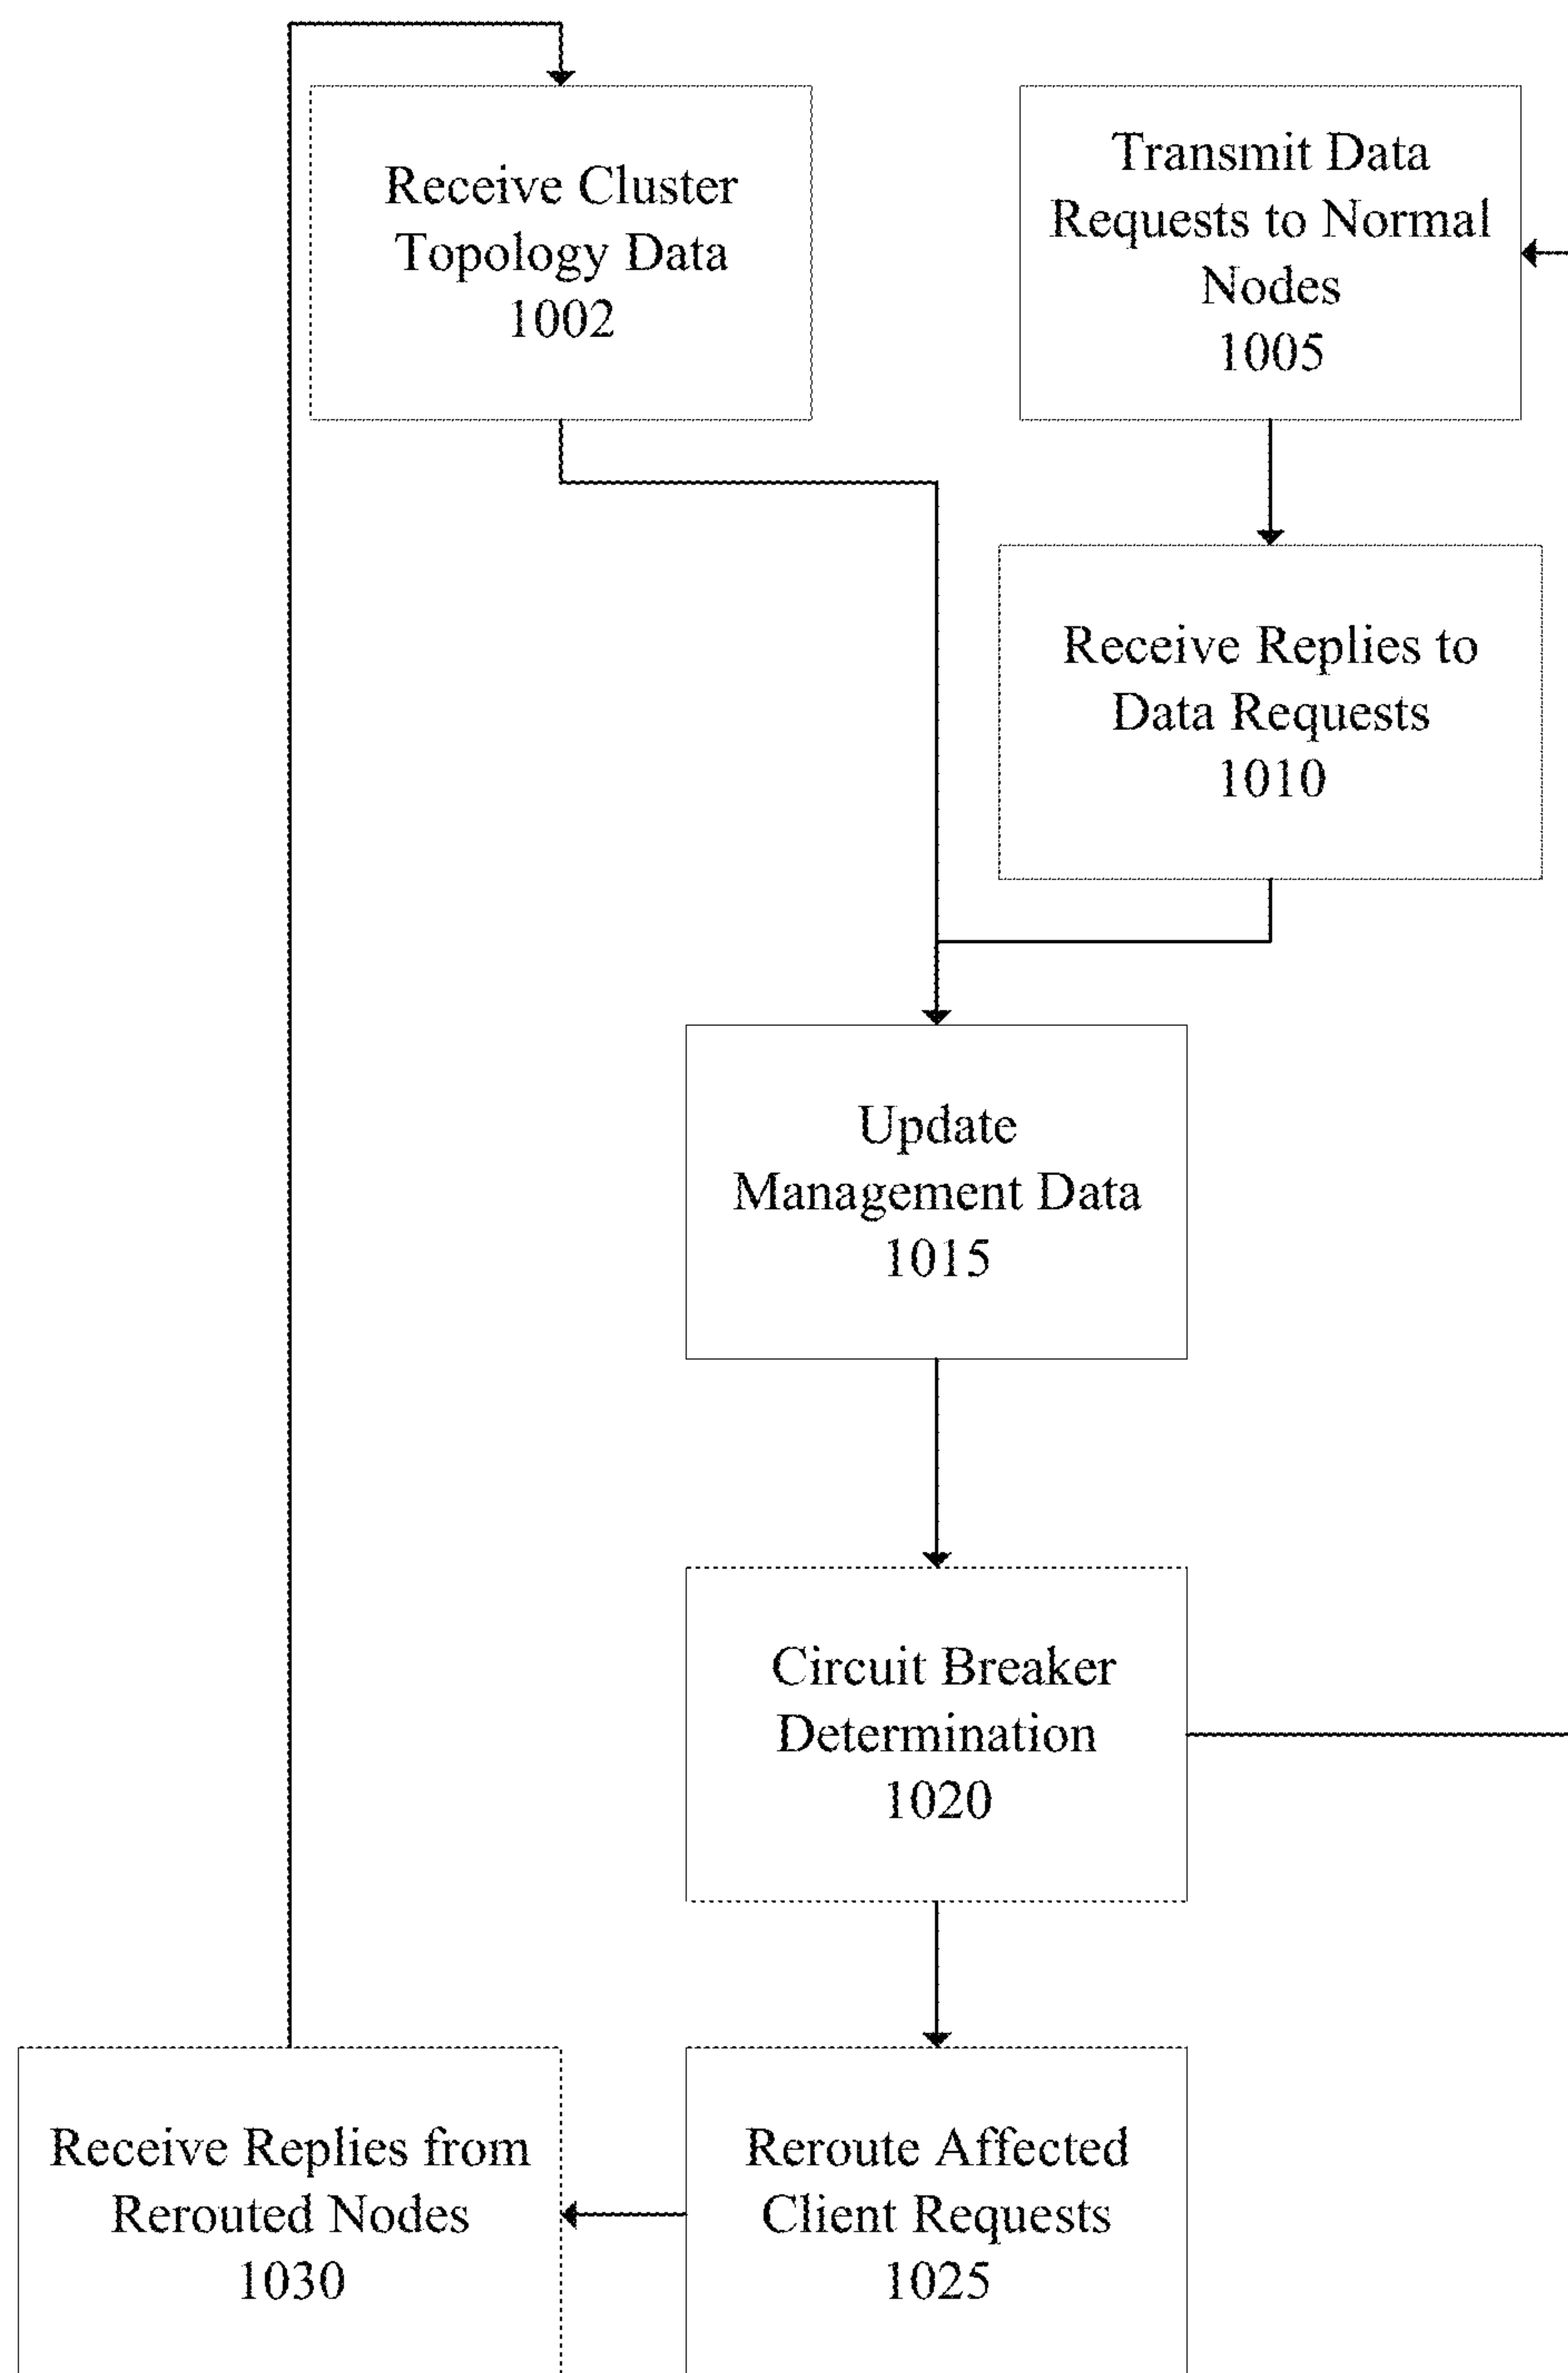 Receive Cluster
Topology Data
1002
Transmit Data
Requests to Normal
Nodes
1005
Receive Replies to
Data Requests
1010
Update
Management Data
1015
Circuit Breaker
Determination
1020
Receive Replies from
Rerouted Nodes
1030
Reroute Affected
Client Requests
1025